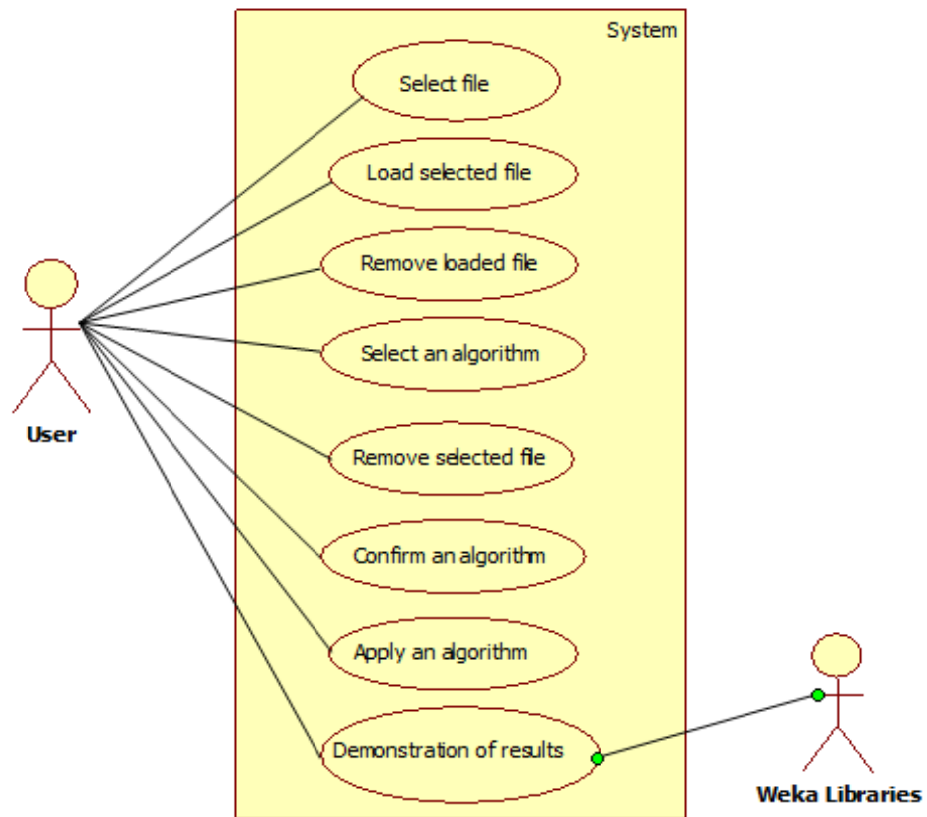 System
Select file
Load selected file
Remove loaded file
Select an algorithm
User
Remove selected file
Confirm an algorithm
Apply an algorithm
Demonstration of results
Weka Libraries